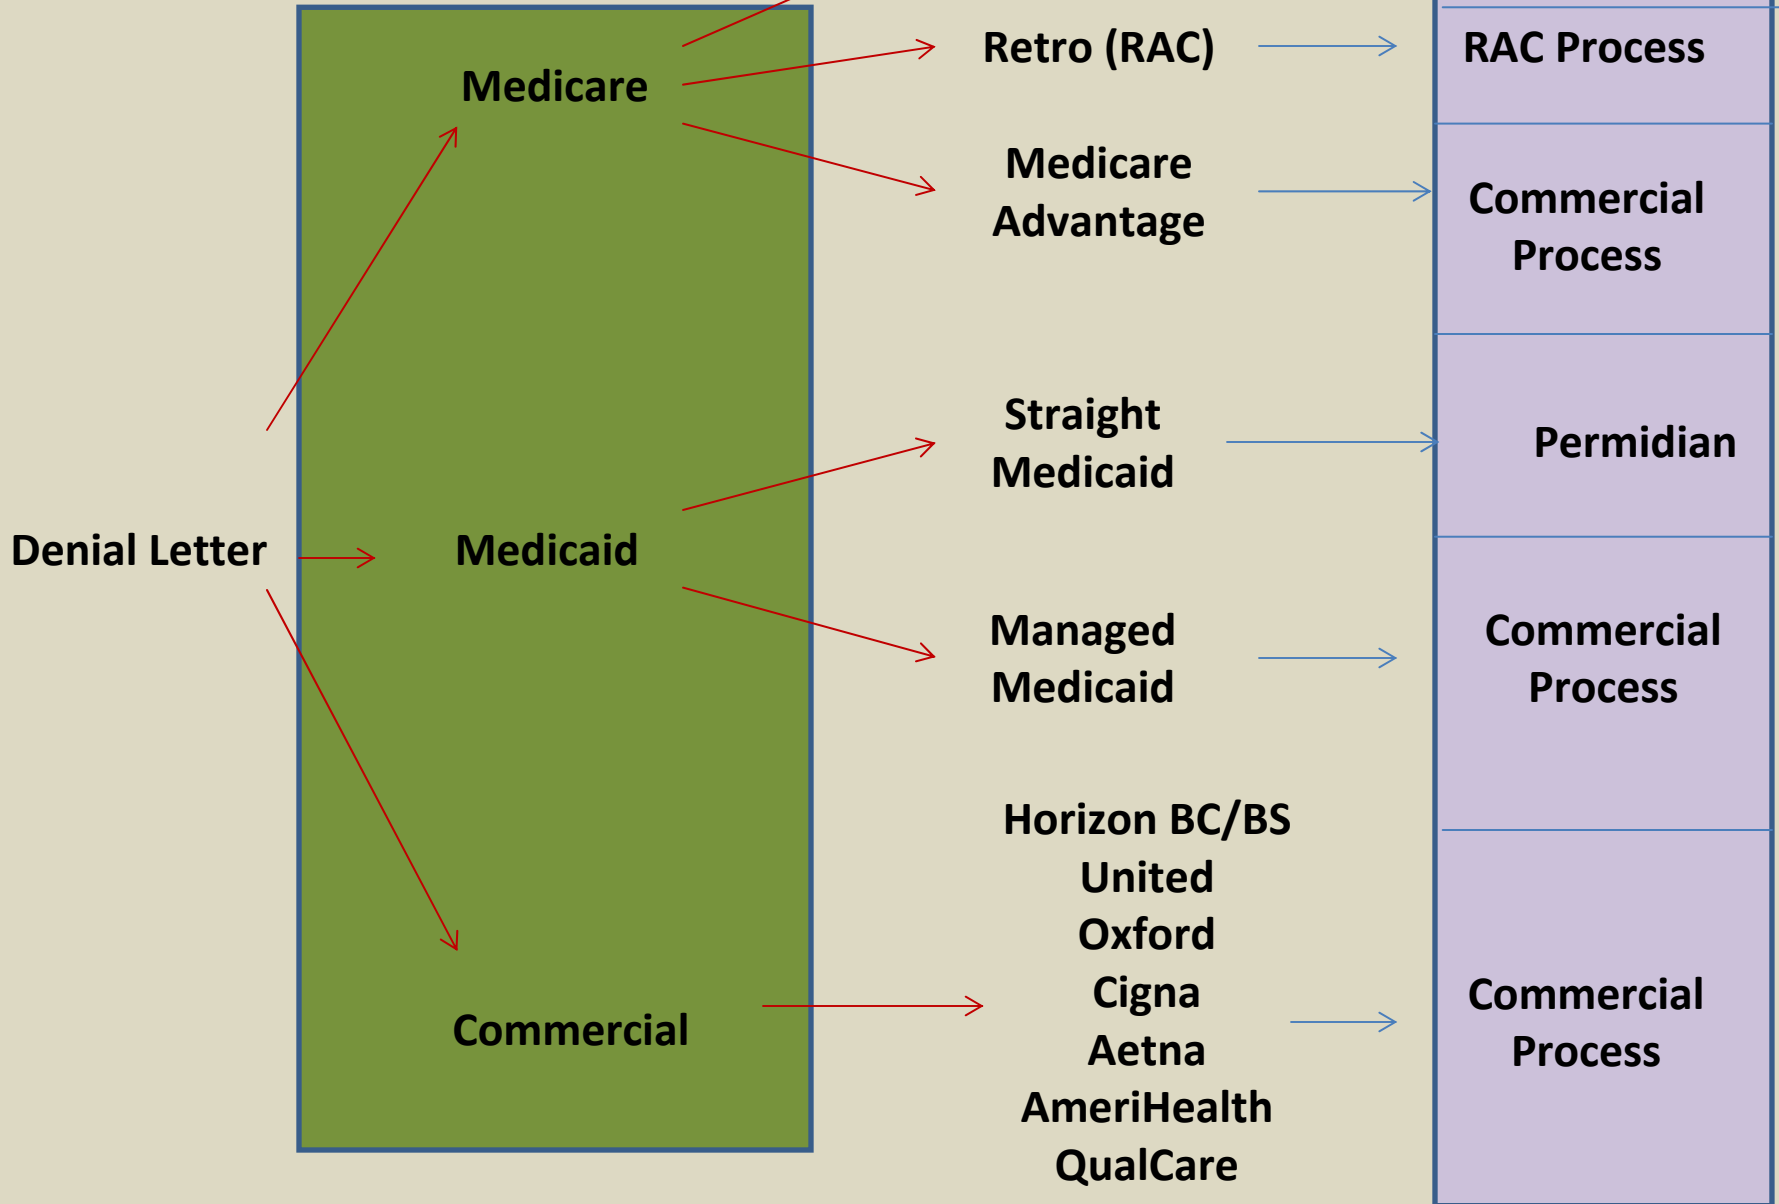 Denial Letter
Medicare
Medicaid
Commercial
Retro (RAC)
Medicare
Advantage
Straight
Medicaid
Managed
Medicaid
Horizon BC/BS
United
Oxford
Cigna
Aetna
AmeriHealth
QualCare
RAC Process
Commercial
Process
Permidian
Commercial
Process
Commercial
Process